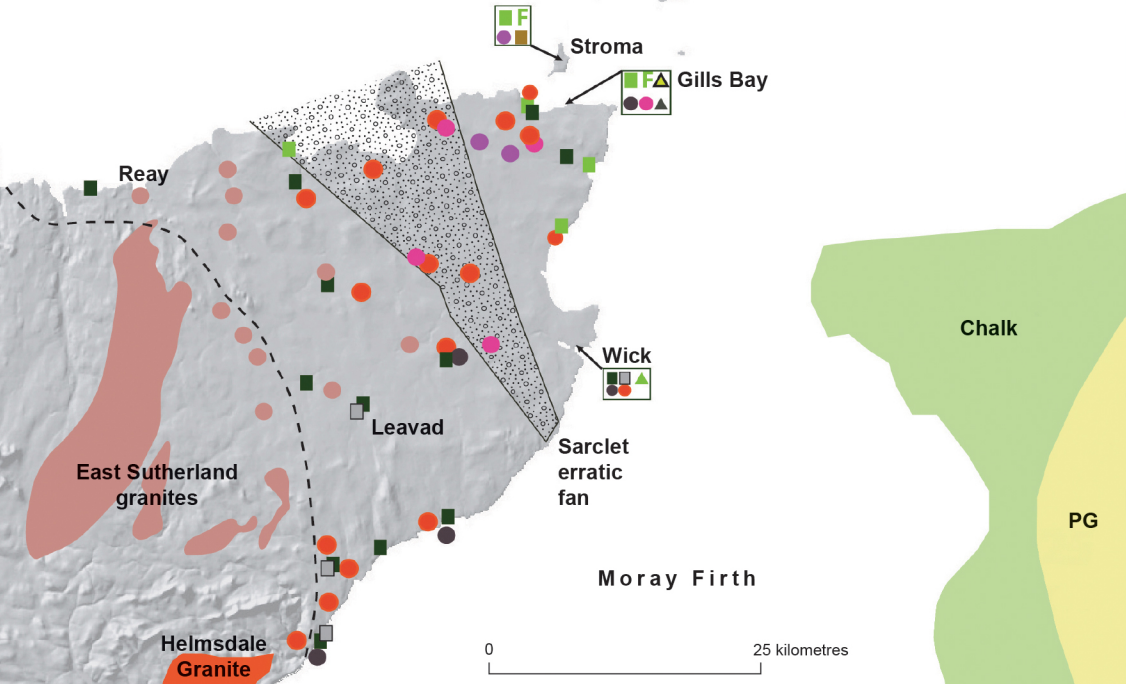 F
Stroma
F
Gills Bay
Reay
Chalk
Wick
Leavad
Sarclet
erratic
fan
East Sutherland
granites
PG
Moray Firth
Helmsdale
Granite
0
25 kilometres